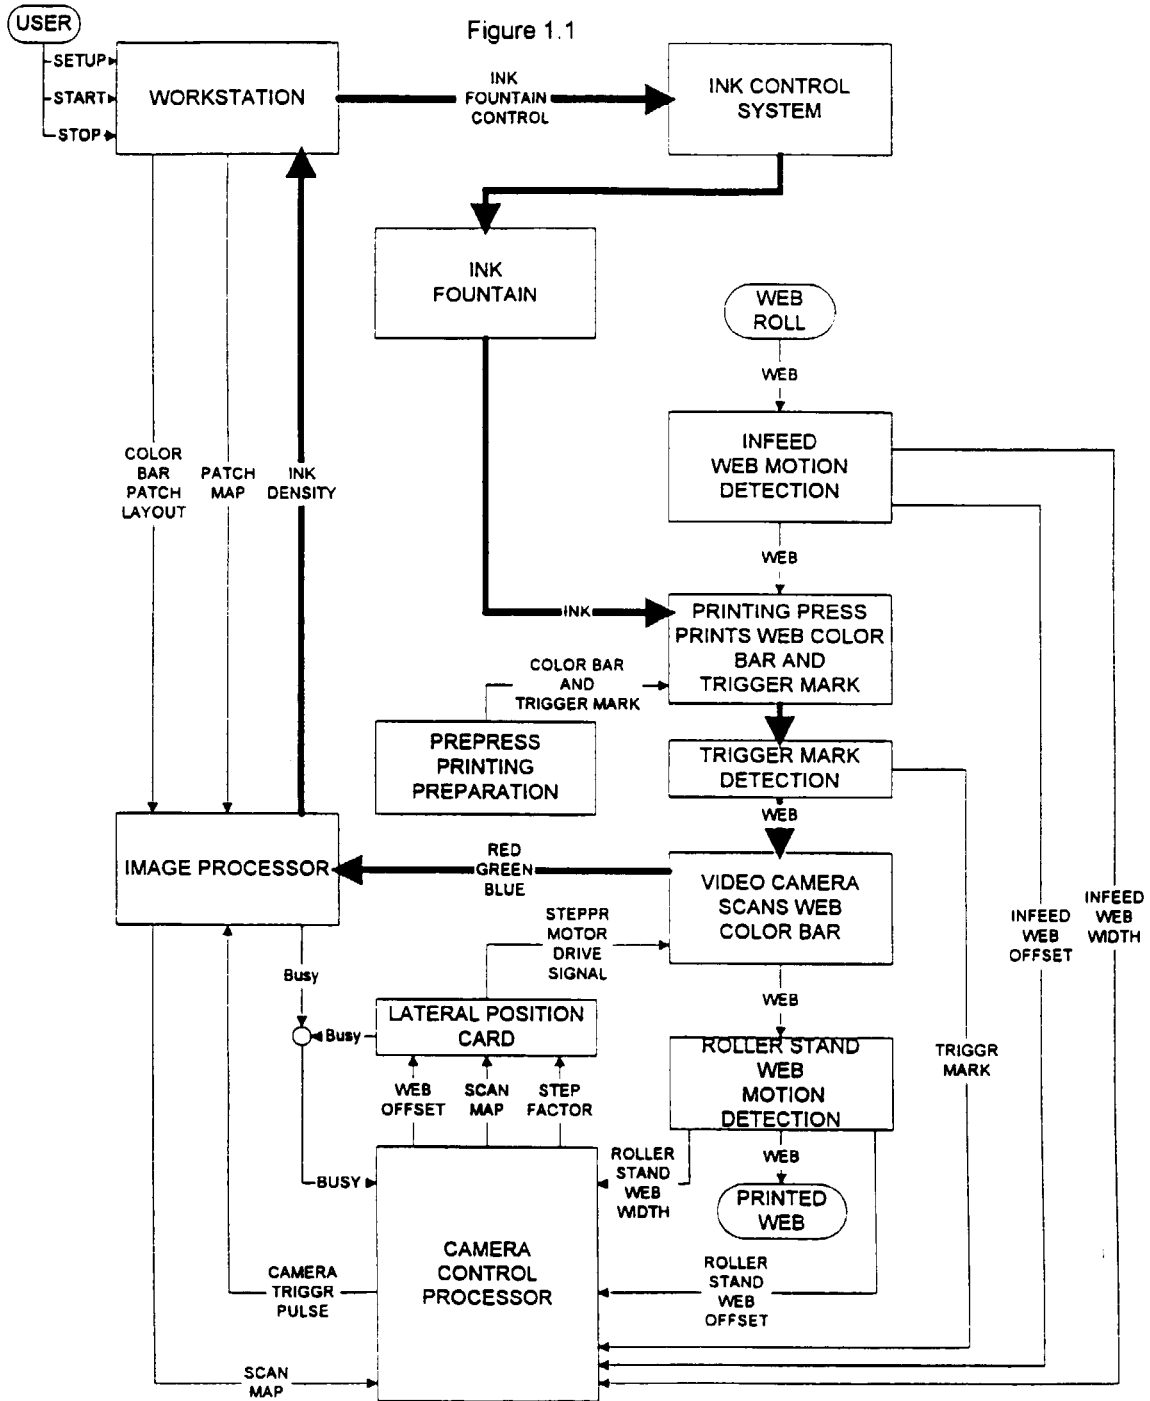 USER
Figure 1.1
SETUP
START
STOP
WORKSTATION
INK
FOUNTAIN
CONTROL
INK CONTROL
SYSTEM
INK
FOUNTAIN
WEB
ROLL
WEB
INFEED
WEB MOTION
DETECTION
COLOR
BAR
PATCH
LAYOUT
PATCH
MAP
INK
DENSITY
WEB
INK
PRINTING PRESS
PRINTS WEB COLOR
BAR AND
TRIGGER MARK
COLOR BAR
AND
TRIGGER MARK
PREPRESS
PRINTING
PREPARATION
TRIGGER MARK
DETECTION
WEB
IMAGE PROCESSOR
RED
GREEN
BLUE
VIDEO CAMERA
SCANS WEB
COLOR BAR
INFEED
WEB
OFFSET
INFEED
WEB
WIDTH
STEPPR
MOTOR
DRIVE
SIGNAL
Busy
WEB
LATERAL POSITION
CARD
Busy
ROLLER STAND
WEB
MOTION
DETECTION
TRIGGR
MARK
WEB
OFFSET
SCAN
MAP
STEP
FACTOR
BUSY
ROLLER
STAND
WEB
WIDTH
WEB
PRINTED
WEB
CAMERA
CONTROL
PROCESSOR
CAMERA
TRIGGR
PULSE
ROLLER
STAND
WEB
OFFSET
SCAN
MAP